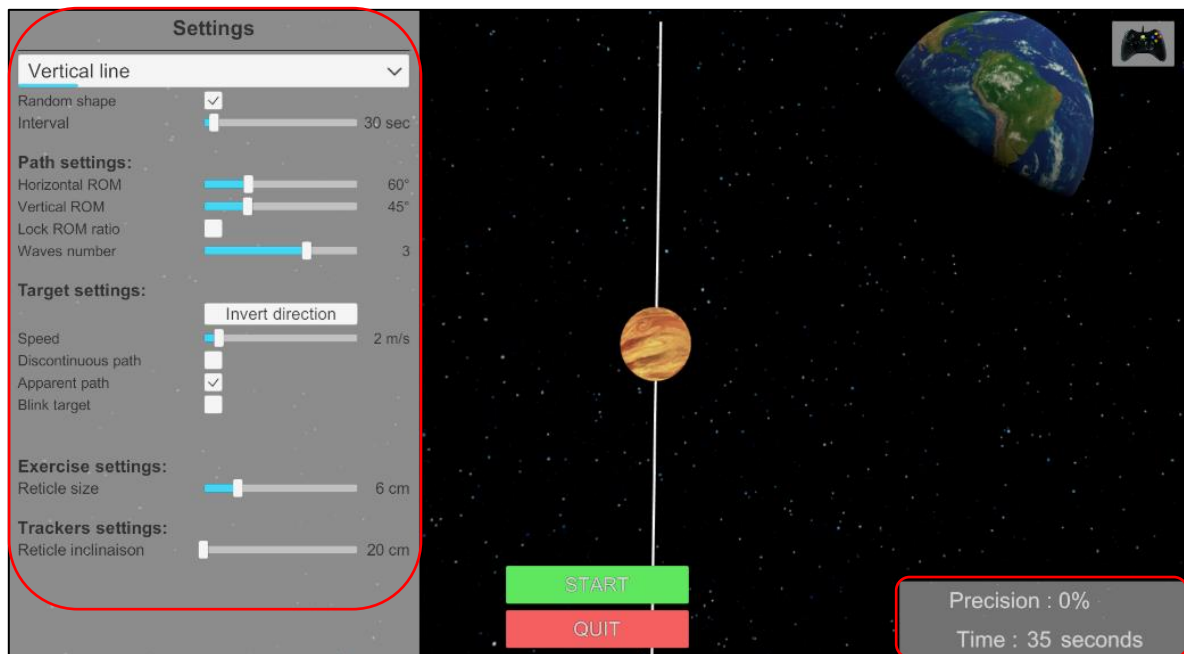 Settings
Vertical line
Random shape
Interval 30 sec
Path settings:
Horizontal ROM 60°
Vertical ROM 45°
Lock ROM ratio
Waves number 3
Target settings:
Invert direction
Speed 2 m/s
Discontinuous path
Apparent path
Blink target
Exercise settings:
Reticle size 6 cm
Trackers settings:
Reticle inclinaison 20 cm
START
QUIT
Precision : 0%
Time : 35 seconds